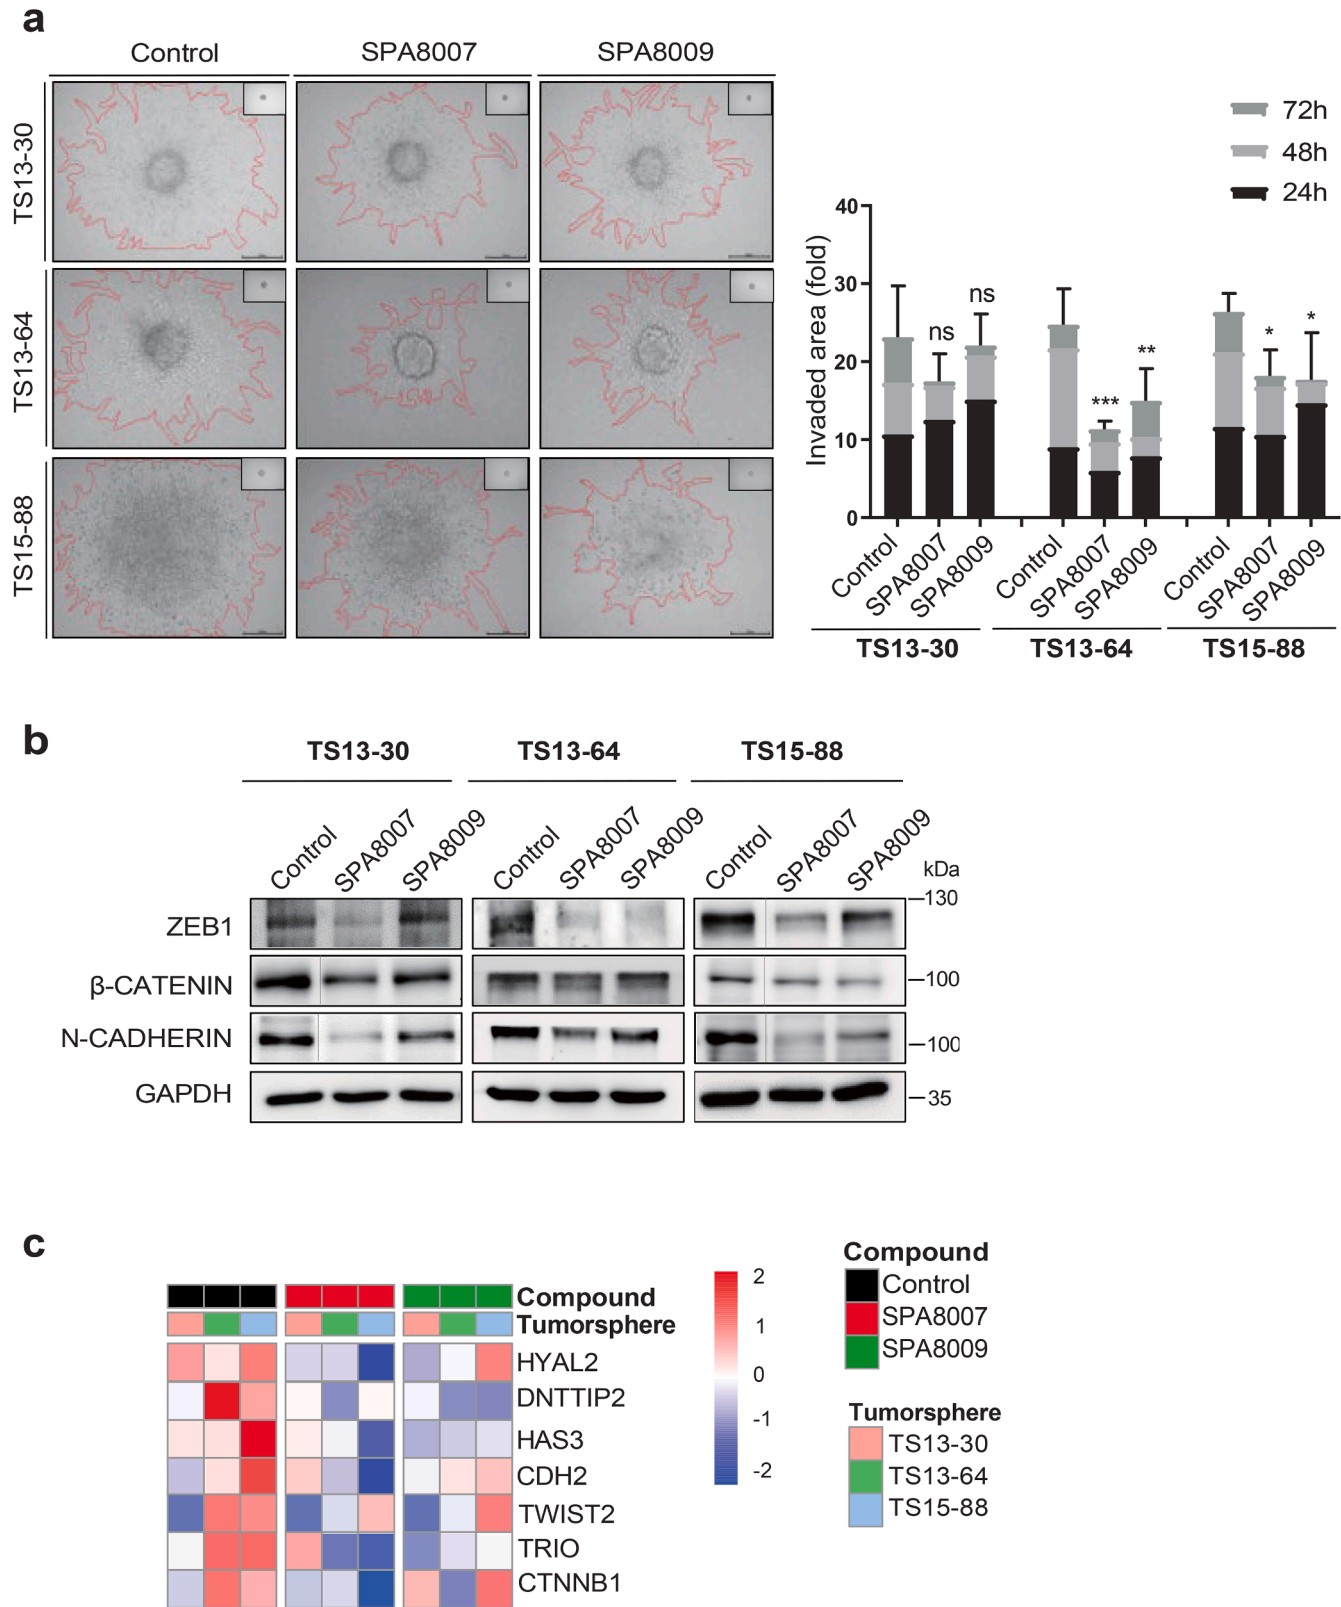 a
Control
SPA8007
SPA8009
TS13-30
TS13-64
TS15-88
72h
48h
24h
Invaded area (fold)
40
30
20
10
0
ns
ns
***
**
*
*
Control
SPA8007
SPA8009
Control
SPA8007
SPA8009
Control
SPA8007
SPA8009
TS13-30
TS13-64
TS15-88
b
TS13-30
TS13-64
TS15-88
Control
SPA8007
SPA8009
Control
SPA8007
SPA8009
Control
SPA8007
SPA8009
kDa
130
ZEB1
β-CATENIN
100
N-CADHERIN
100
GAPDH
35
c
Compound
Tumorsphere
HYAL2
DNTTIP2
HAS3
CDH2
TWIST2
TRIO
CTNNB1
2
1
0
-1
-2
Compound
Control
SPA8007
SPA8009
Tumorsphere
TS13-30
TS13-64
TS15-88